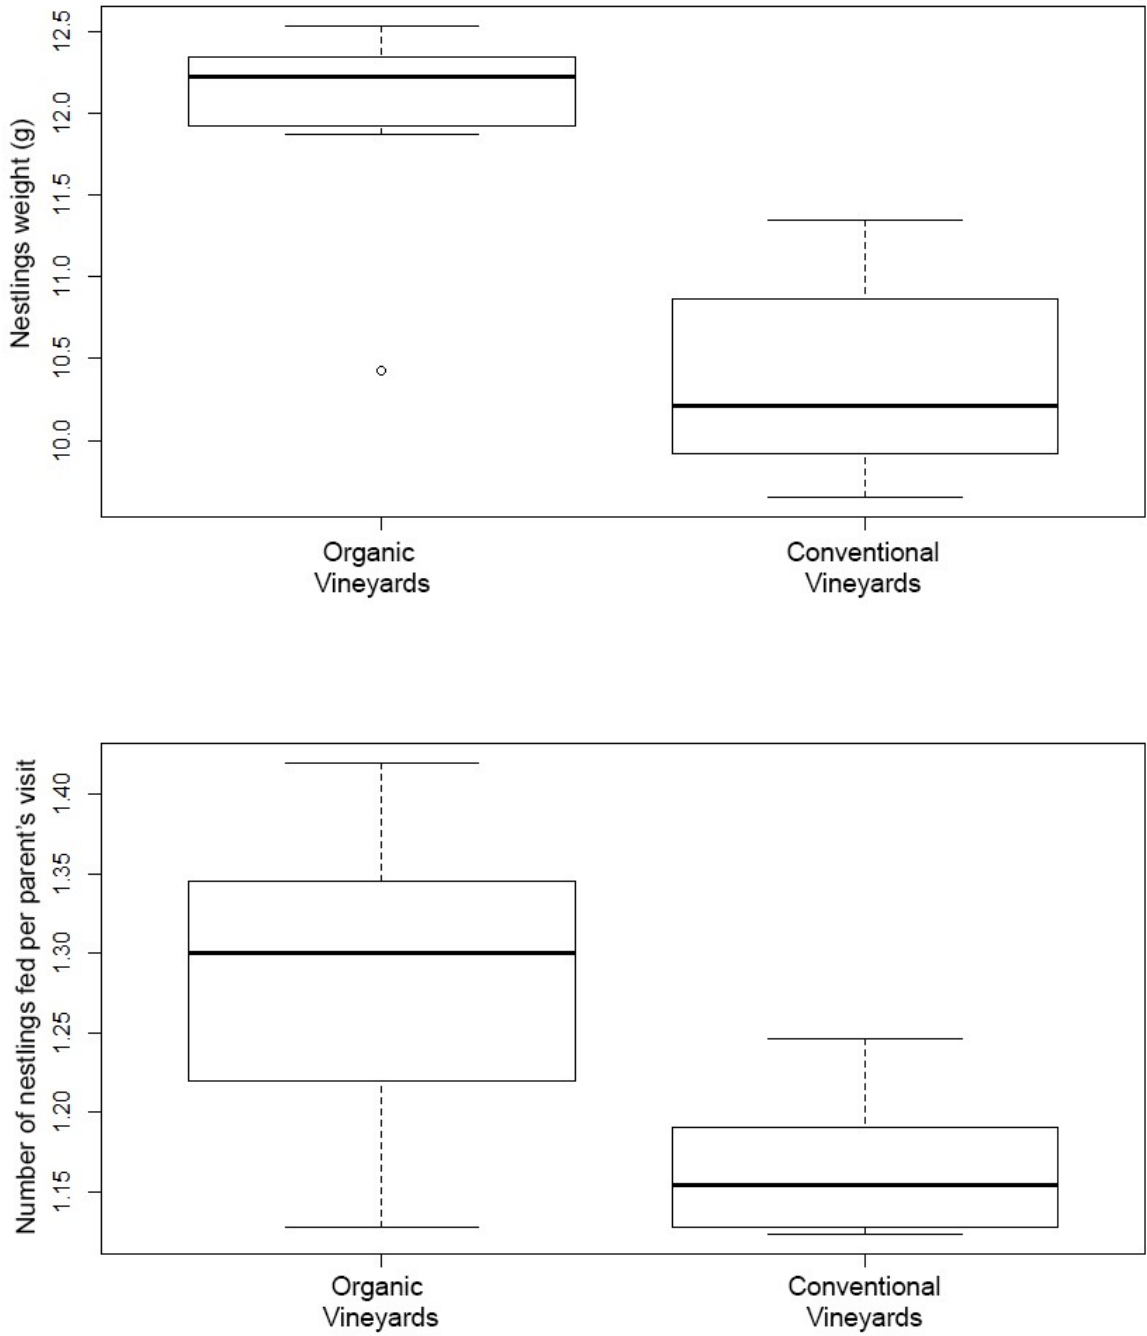 Nestlings weight (g)
12.5
12.0
11.5
11.0
10.5
10.0
Organic
Vineyards
Conventional
Vineyards
Number of nestlings fed per parent's visit
1.40
1.35
1.30
1.25
1.20
1.15
Organic
Vineyards
Conventional
Vineyards